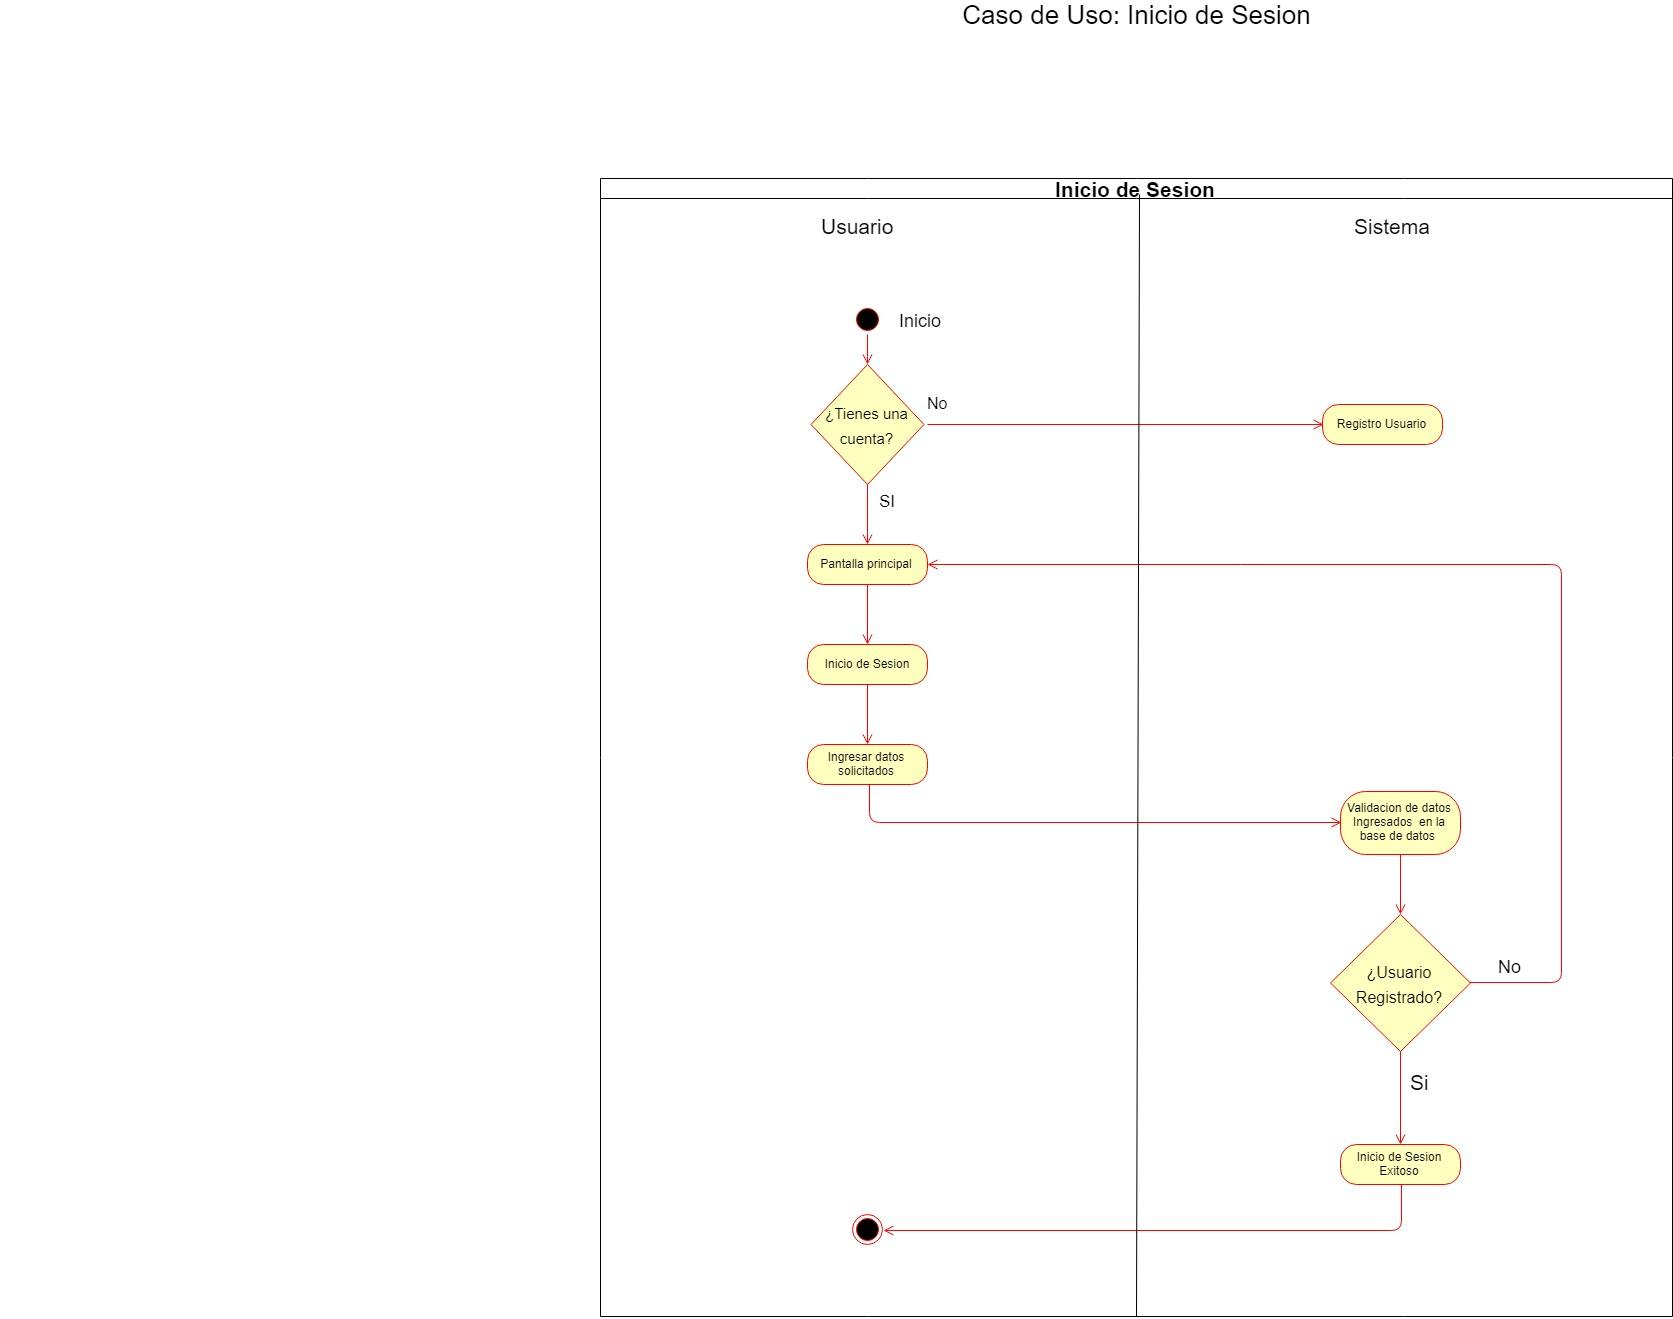 Caso de Uso: Inicio de Sesion
Inicio de Sesion
Usuario
Sistema
Inicio
¿Tienes una
cuenta?
No
Registro Usuario
SI
Pantalla principal
Inicio de Sesion
Ingresar datos
solicitados
Validacion de datos
Ingresados  en la
base de datos
¿Usuario
Registrado?
No
Si
Inicio de Sesion
Exitoso